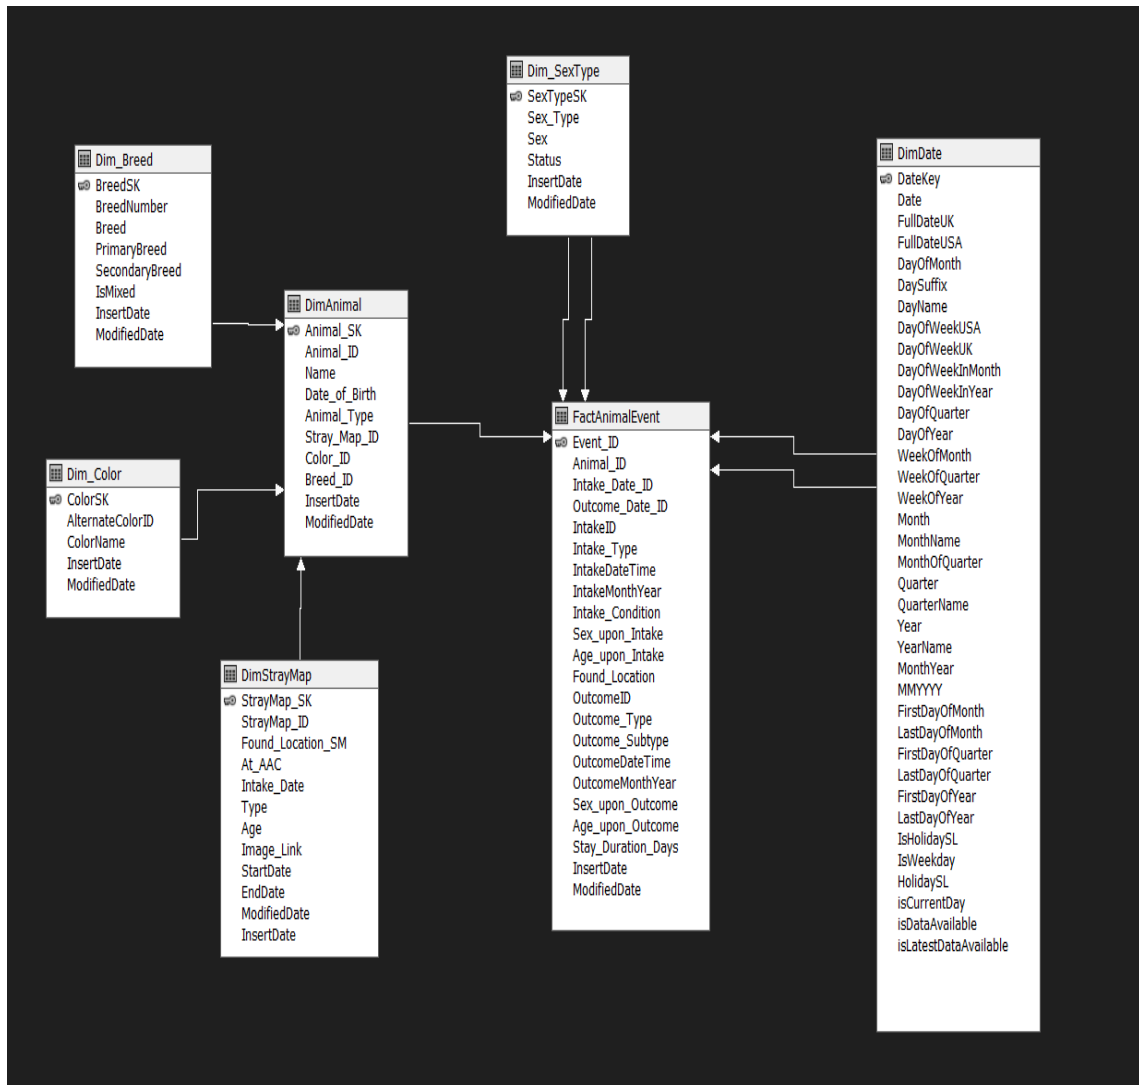 Dim_SexType
SexTypeSK
Sex_Type
Sex
Status
InsertDate
ModifiedDate
Dim_Breed
BreedSK
BreedNumber
Breed
PrimaryBreed
SecondaryBreed
IsMixed
InsertDate
ModifiedDate
DimDate
DateKey
Date
FullDateUK
FullDateUSA
DayOfMonth
DaySuffix
DayName
DayOfWeekUSA
DayOfWeekUK
DayOfWeekInMonth
DayOfWeekInYear
DayOfQuarter
DayOfYear
WeekOfMonth
WeekOfQuarter
WeekOfYear
Month
MonthName
MonthOfQuarter
Quarter
QuarterName
Year
YearName
MonthYear
MMYYYY
FirstDayOfMonth
LastDayOfMonth
FirstDayOfQuarter
LastDayOfQuarter
FirstDayOfYear
LastDayOfYear
IsHolidaySL
IsWeekday
HolidaySL
isCurrentDay
isDataAvailable
isLatestDataAvailable
DimAnimal
Animal_SK
Animal_ID
Name
Date_of_Birth
Animal_Type
Stray_Map_ID
Color_ID
Breed_ID
InsertDate
ModifiedDate
FactAnimalEvent
Event_ID
Animal_ID
Intake_Date_ID
Outcome_Date_ID
IntakeID
Intake_Type
IntakeDateTime
IntakeMonthYear
Intake_Condition
Sex_upon_Intake
Age_upon_Intake
Found_Location
OutcomeID
Outcome_Type
Outcome_Subtype
OutcomeDateTime
OutcomeMonthYear
Sex_upon_Outcome
Age_upon_Outcome
Stay_Duration_Days
InsertDate
ModifiedDate
Dim_Color
ColorSK
AlternateColorID
ColorName
InsertDate
ModifiedDate
DimStrayMap
StrayMap_SK
StrayMap_ID
Found_Location_SM
At_AAC
Intake_Date
Type
Age
Image_Link
StartDate
EndDate
ModifiedDate
InsertDate